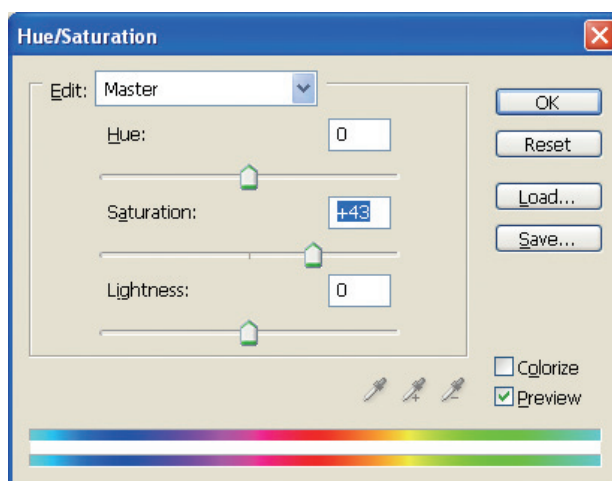 Hue/Saturation
Edit: Master
Hue: 0
Saturation: +43
Lightness: 0
OK
Reset
Load...
Save...
Colorize
Preview